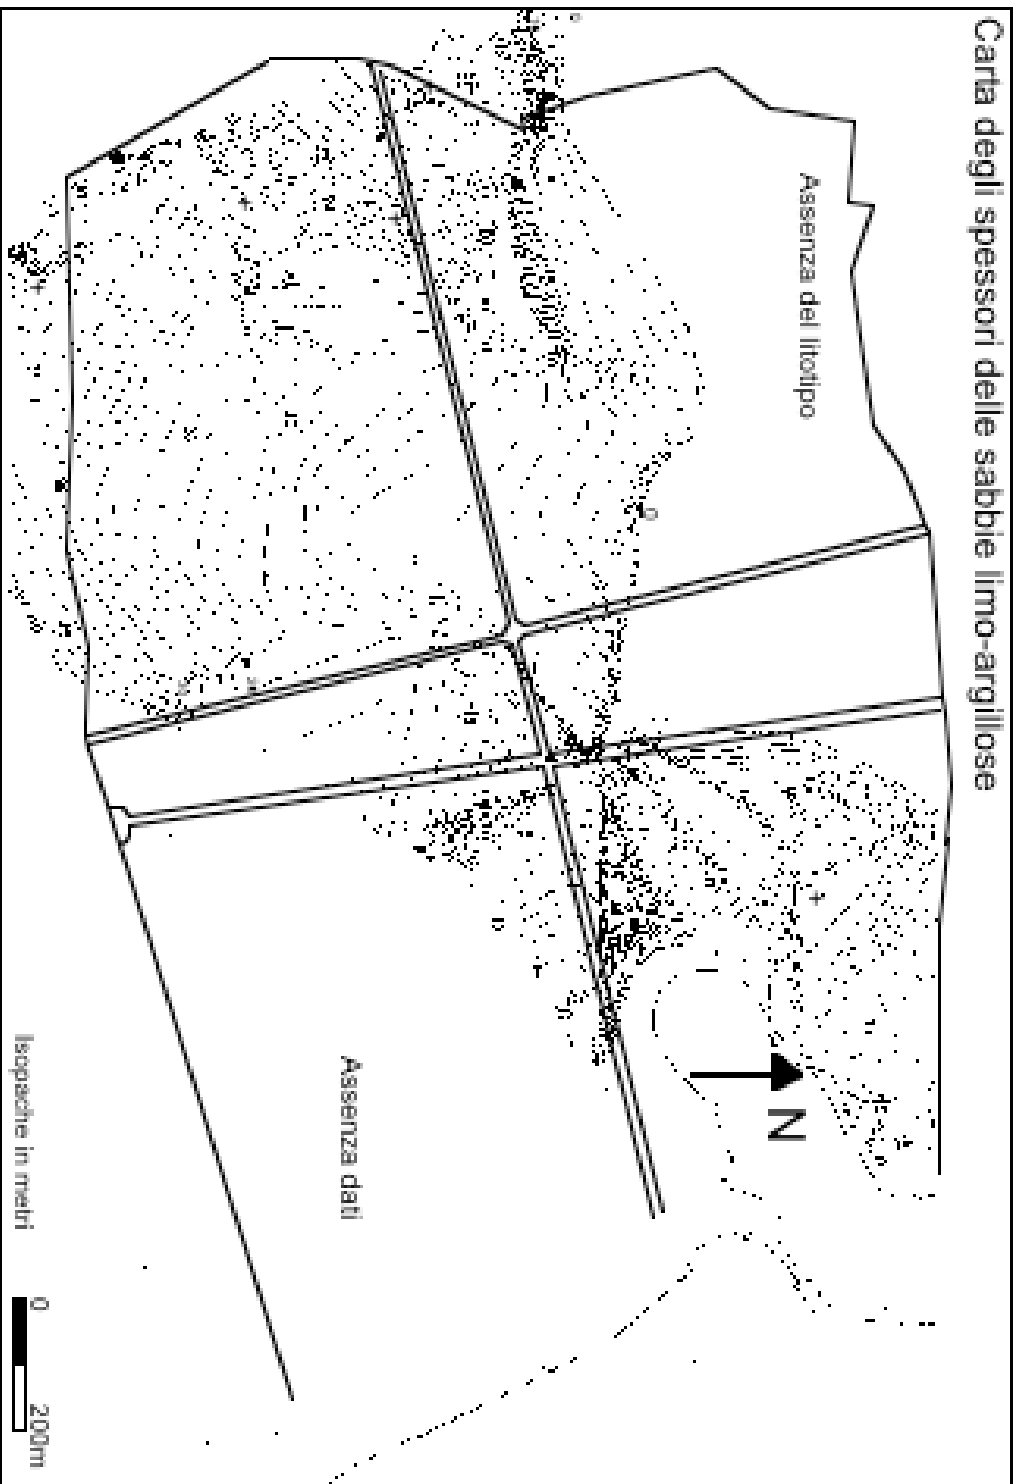 Carta degli spessori delle sabbie limo-argillose
Assenza del litotipo
N
Assenza dati
Isopache in metri
0
200m